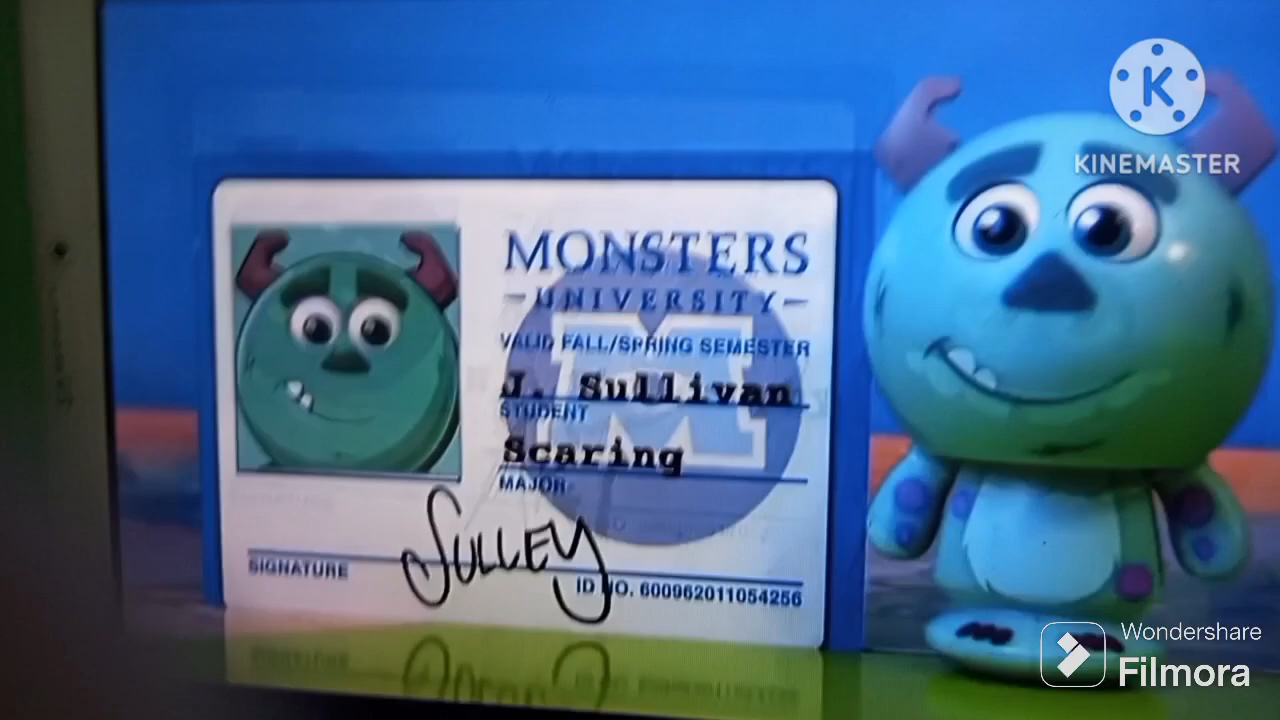 K
KINEMASTER
MONSTERS
UNIVERSITY
VALID FALL/SPRING SEMESTER
J. Sullivan
STUDENT
Scaring
MAJOR
SULLEY
SIGNATURE
ID NO. 600962011054256
M
Wondershare
Filmora